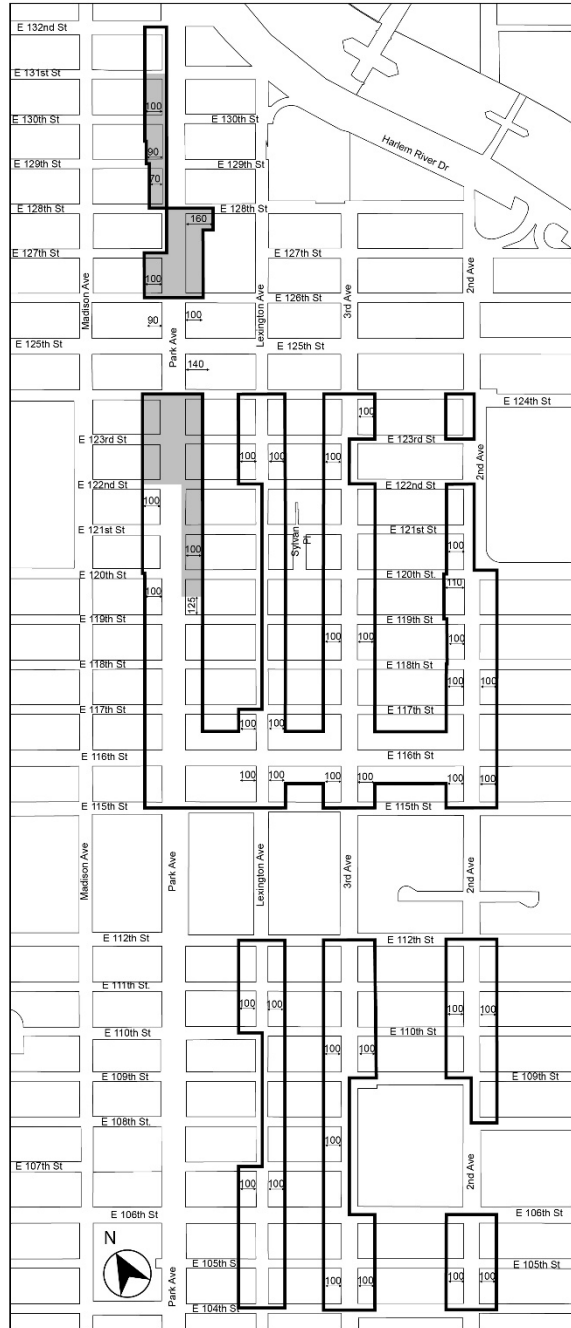 E 132nd St
E 131st St
100
E 130th St
E 130th St
Harlem River Dr
90
E 129th St
E 129th St
70
E 128th St
E 128th St
160
E 127th St
E 127th St
100
Madison Ave
Park Ave
Lexington Ave
3rd Ave
2nd Ave
E 126th St
90
100
E 125th St
E 125th St
140
E 124th St
100
E 123rd St
E 123rd St
100
100
100
2nd Ave
E 122nd St
E 122nd St
100
E 121st St
E 121st St
Sylvan Pl
100
100
E 120th St
E 120th St.
100
110
125
E 119th St
E 119th St
100
100
100
E 118th St
E 118th St
100
100
E 117th St
E 117th St
100
100
E 116th St
E 116th St
100
100
100
100
100
100
E 115th St
E 115th St
Madison Ave
Park Ave
Lexington Ave
3rd Ave
2nd Ave
E 112th St
E 112th St
E 111th St.
100
100
100
100
E 110th St
E 110th St
100
100
E 109th St
E 109th St
E 108th St.
100
E 107th St
100
100
2nd Ave
E 106th St
E 106th St
N
E 105th St
E 105th St
100
100
100
100
Park Ave
E 104th St